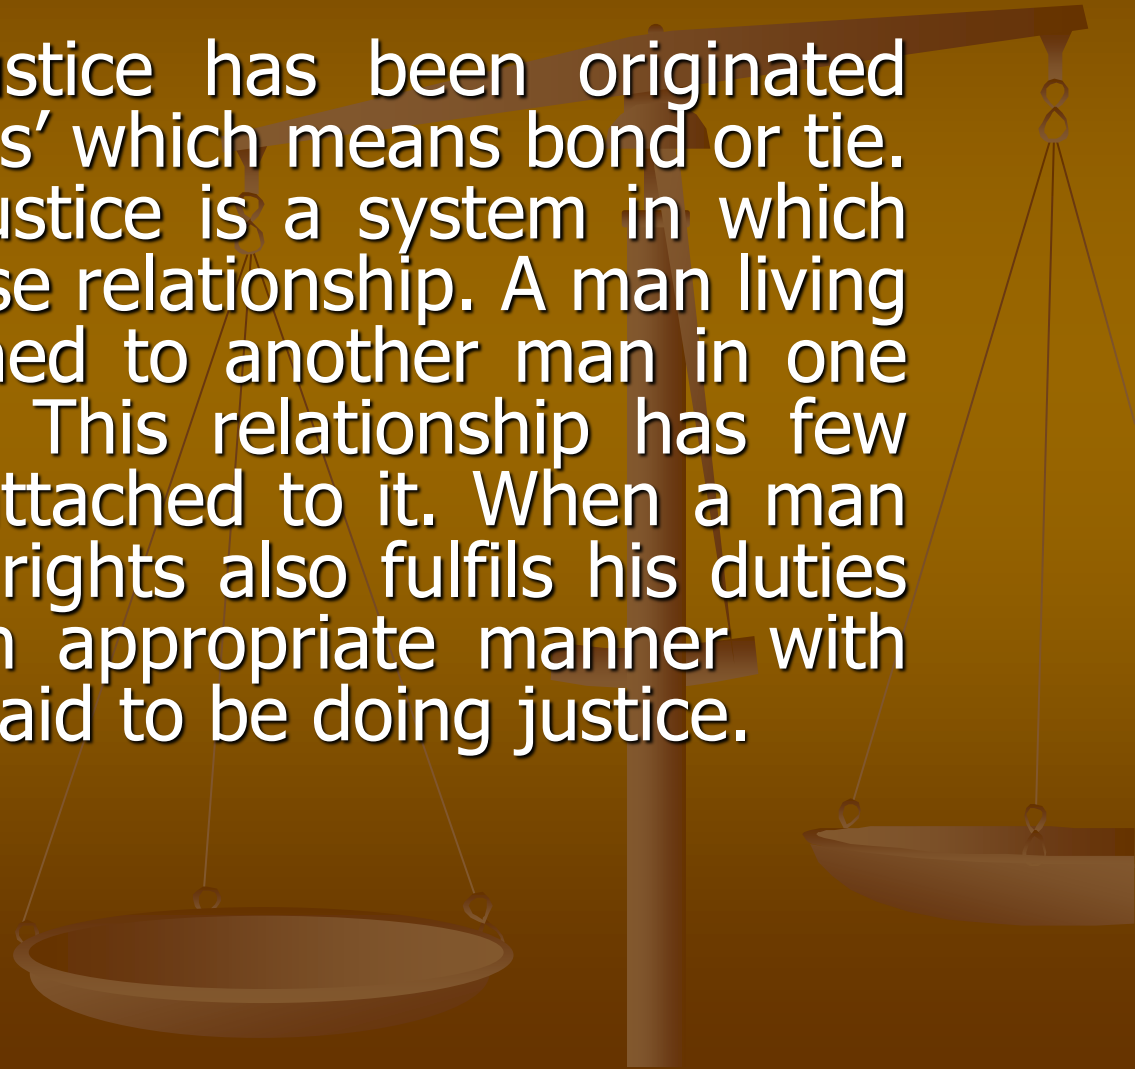 ustice has been originated
s’ which means bond or tie.
ustice is a system in which
se relationship. A man living
ned to another man in one
This relationship has few
ttached to it. When a man
rights also fulfils his duties
n appropriate manner with
aid to be doing justice.